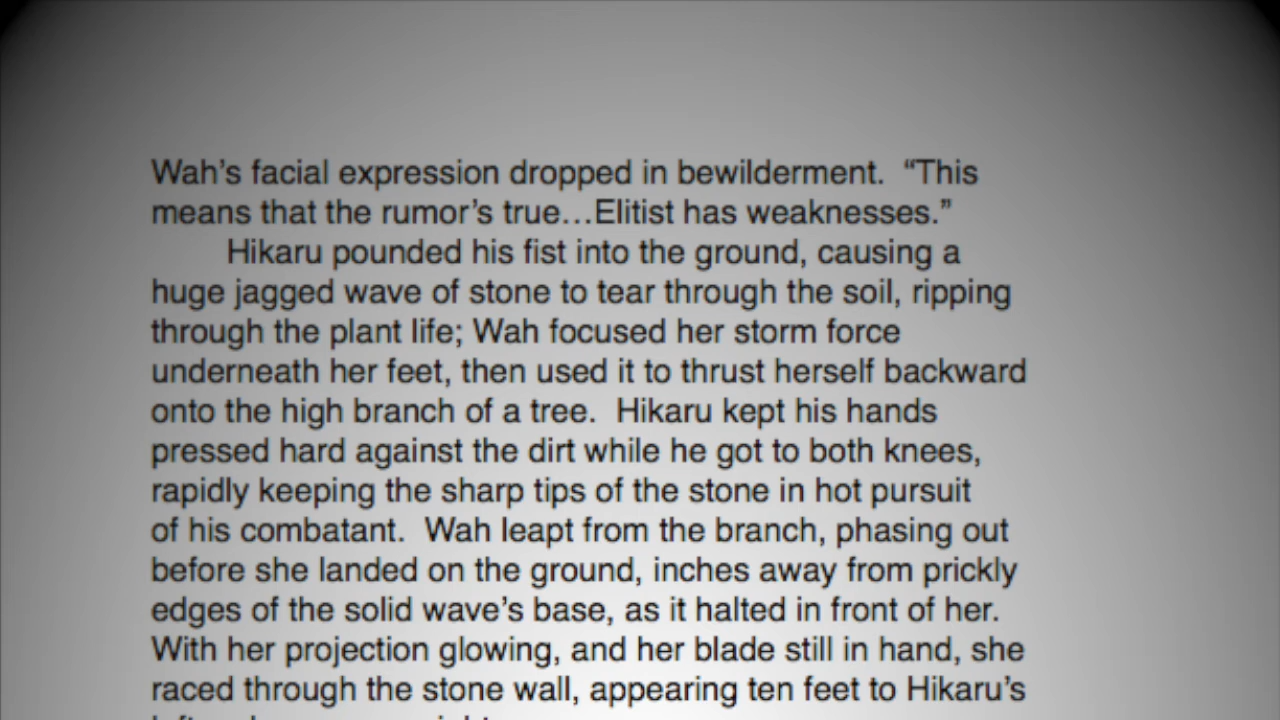 Wah’s facial expression dropped in bewilderment.  “This
means that the rumor’s true…Elitist has weaknesses.”
Hikaru pounded his fist into the ground, causing a
huge jagged wave of stone to tear through the soil, ripping
through the plant life; Wah focused her storm force
underneath her feet, then used it to thrust herself backward
onto the high branch of a tree.  Hikaru kept his hands
pressed hard against the dirt while he got to both knees,
rapidly keeping the sharp tips of the stone in hot pursuit
of his combatant.  Wah leapt from the branch, phasing out
before she landed on the ground, inches away from prickly
edges of the solid wave’s base, as it halted in front of her.
With her projection glowing, and her blade still in hand, she
raced through the stone wall, appearing ten feet to Hikaru’s